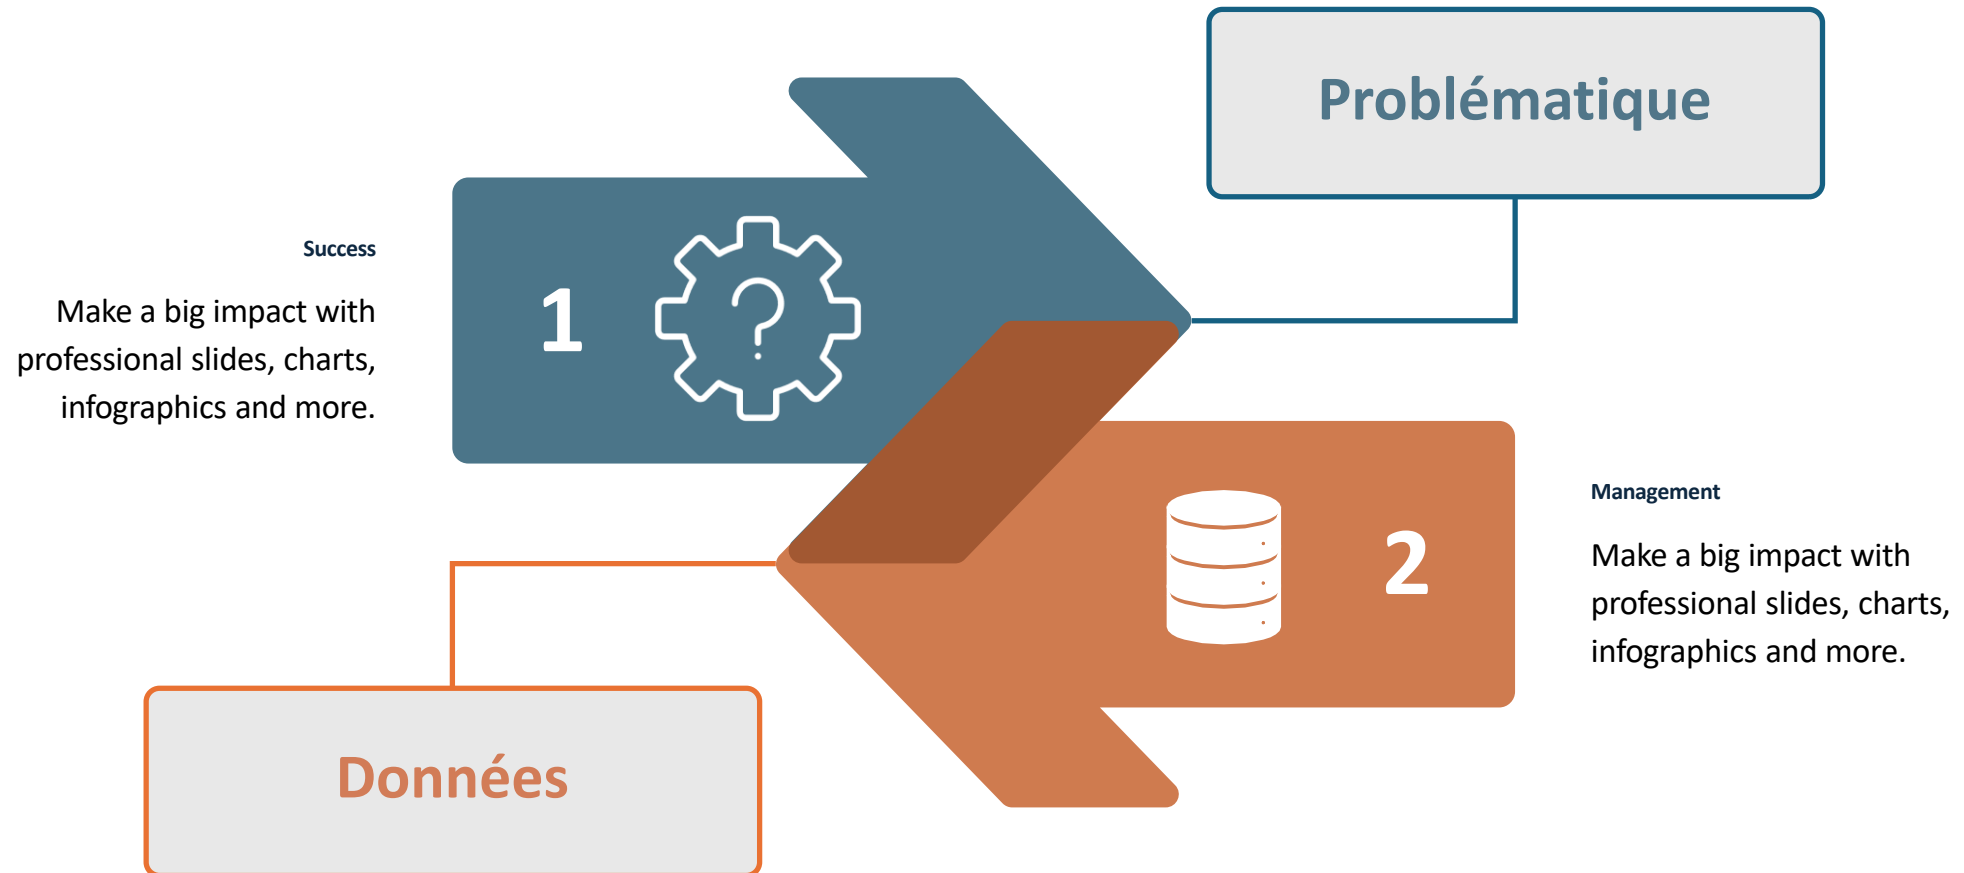 Problématique
Success
Make a big impact with
professional slides, charts,
infographics and more.
1
2
Management
Make a big impact with
professional slides, charts,
infographics and more.
Données